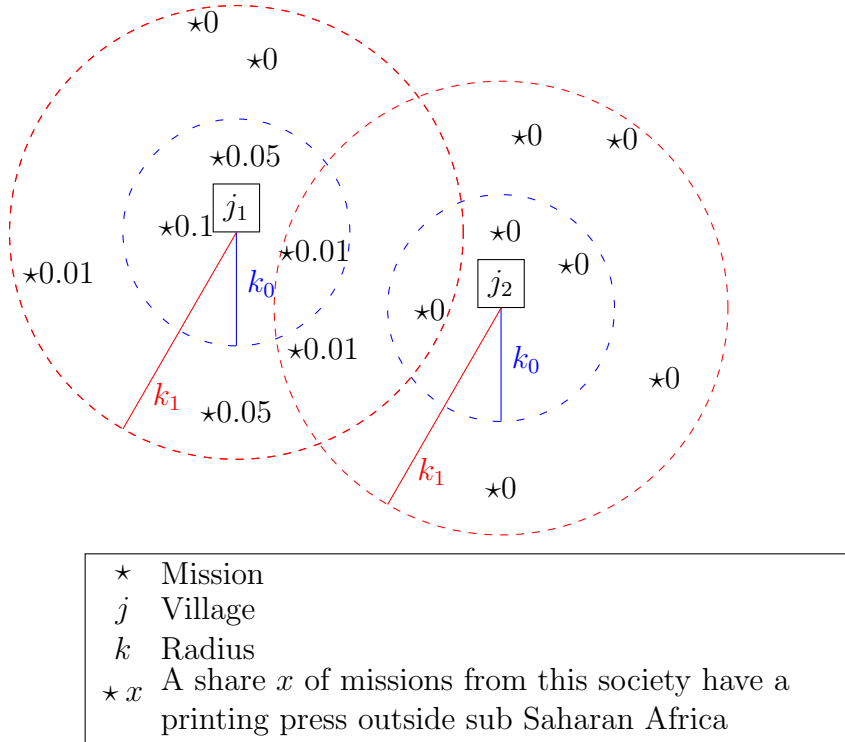 ⋆0
⋆0
⋆0.05
⋆0
⋆0
j₁
⋆0.1
⋆0
⋆0.01
⋆0
⋆0.01
k₀
j₂
⋆0
⋆0.01
k₀
⋆0
k₁
⋆0.05
k₁
⋆0
⋆ Mission
j Village
k Radius
⋆ x A share x of missions from this society have a
printing press outside sub Saharan Africa